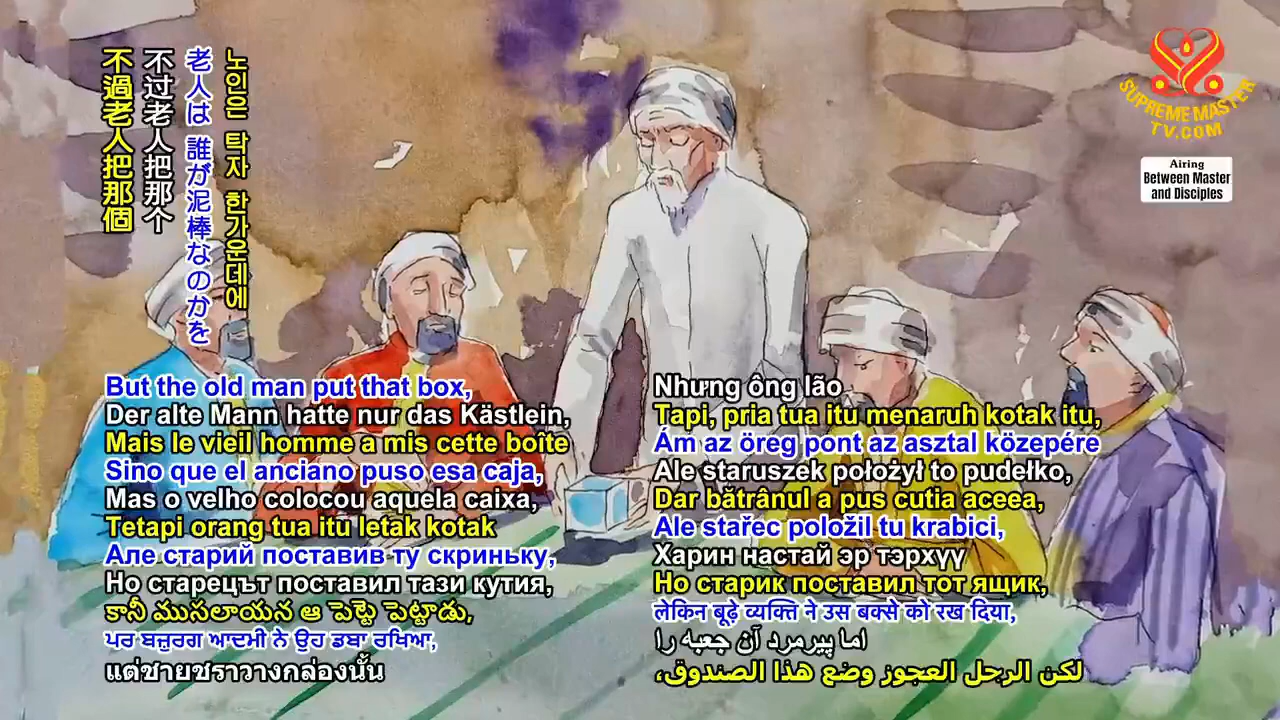 노인은 탁자 한가운데에
老人は 誰が泥棒なのかを
不过老人把那个
不過老人把那個
SUPREME MASTER
TV.COM
Airing
Between Master
and Disciples
But the old man put that box,
Der alte Mann hatte nur das Kästlein,
Mais le vieil homme a mis cette boîte
Sino que el anciano puso esa caja,
Mas o velho colocou aquela caixa,
Tetapi orang tua itu letak kotak
Але старий поставив ту скриньку,
Но старецът поставил тази кутия,
కానీ ముసలాయన ఆ పెట్టె పెట్టాడు,
ਪਰ ਬਜ਼ੁਰਗ ਆਦਮੀ ਨੇ ਉਹ ਡਬਾ ਰਖਿਆ,
แต่ชายชราวางกล่องนั้น
Nhưng ông lão
Tapi, pria tua itu menaruh kotak itu,
Ám az öreg pont az asztal közepére
Ale staruszek położył to pudełko,
Dar bătrânul a pus cutia aceea,
Ale stařec položil tu krabici,
Харин настай эр тэрхүү
Но старик поставил тот ящик,
लेकिन बूढ़े व्यक्ति ने उस बक्से को रख दिया,
اما پیرمرد آن جعبه را
لكن الرجل العجوز وضع هذا الصندوق،